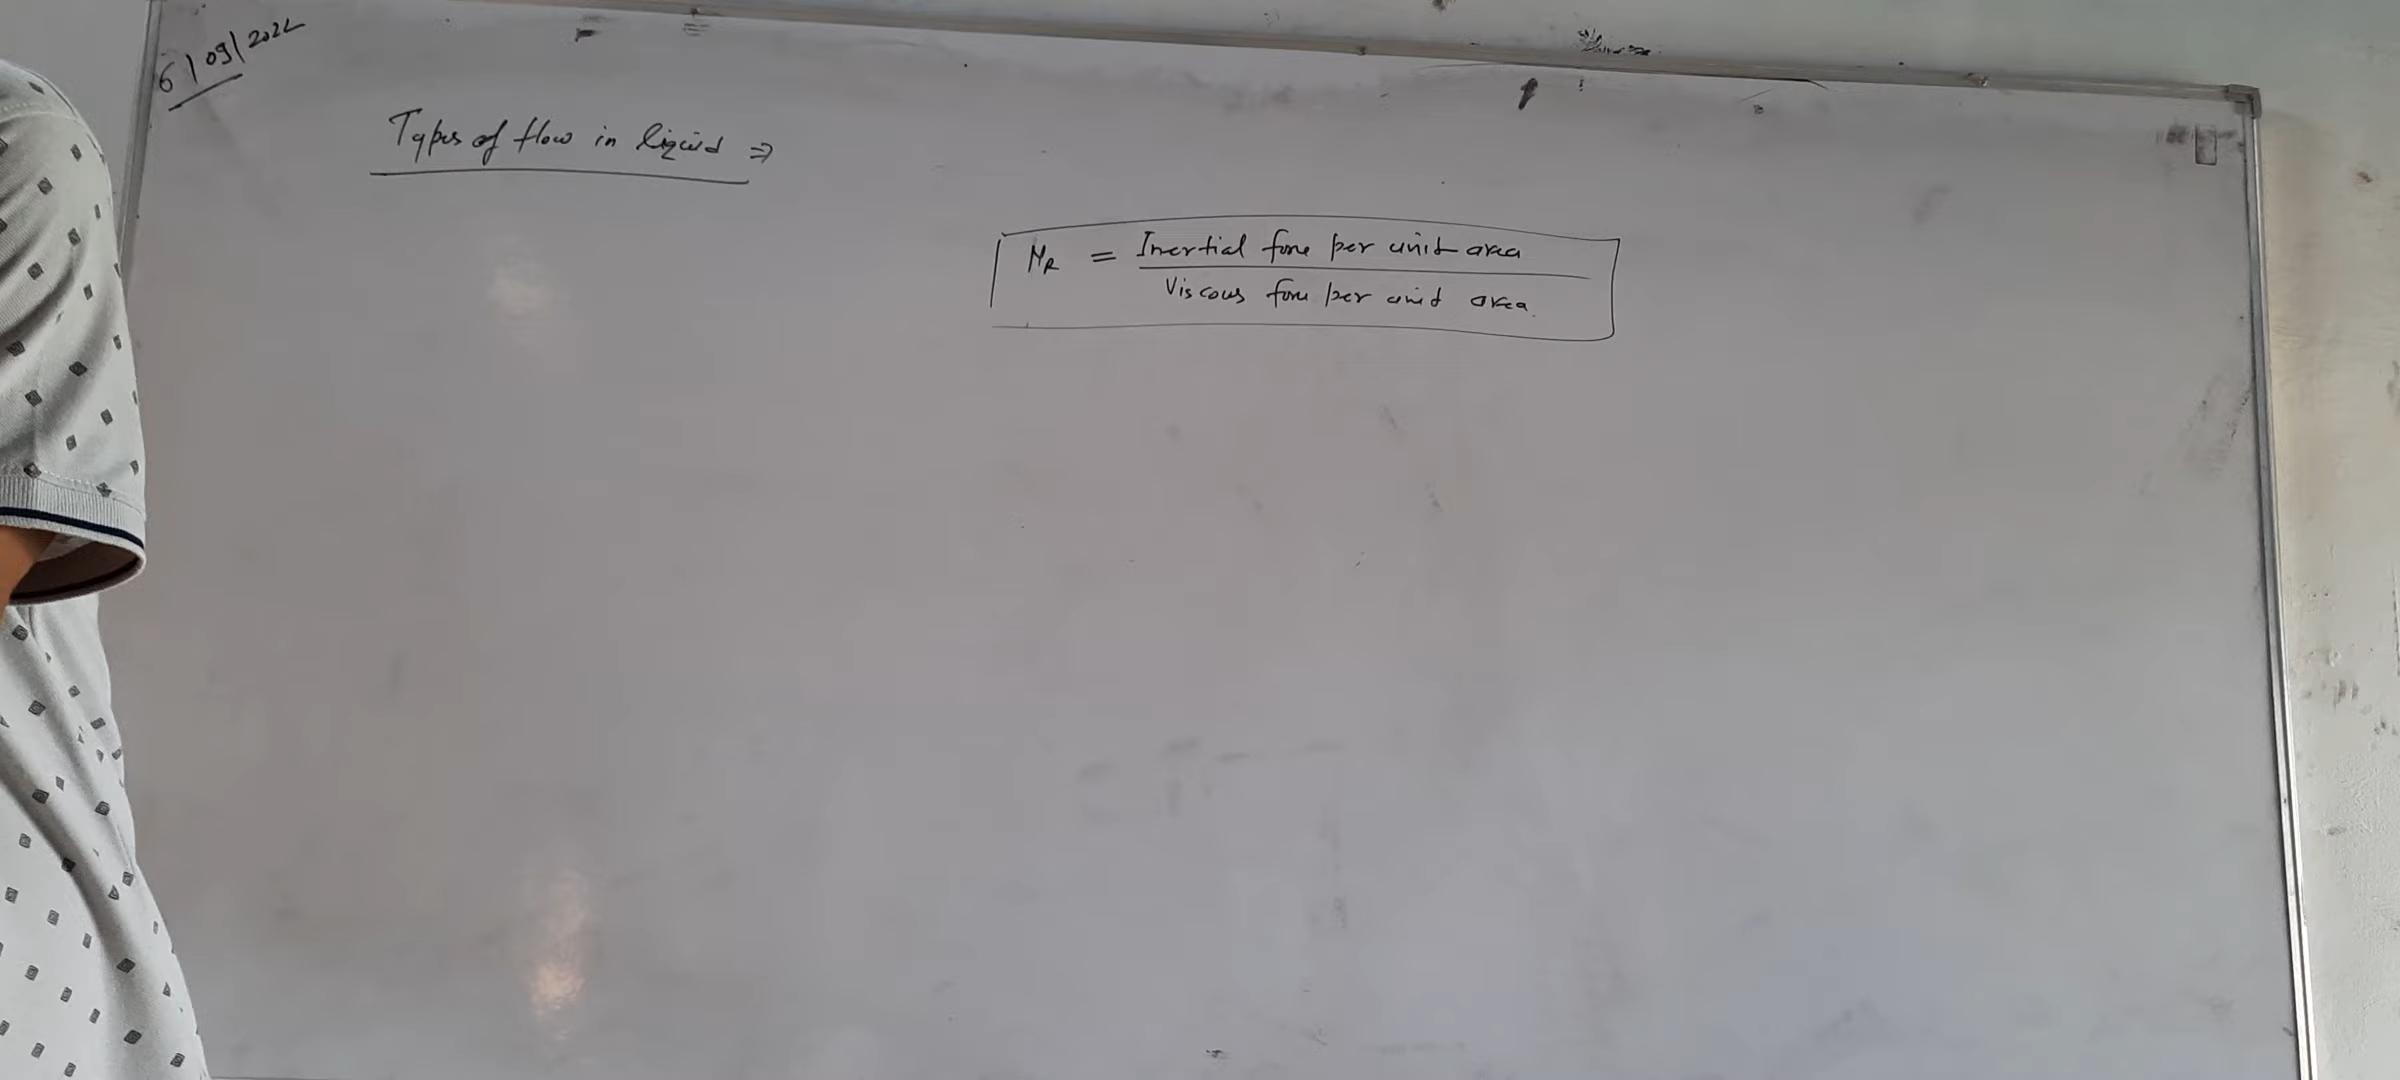 6/09/2022
Types of flow in liquid ⇒
NR = Inertial force per unit area
Viscous force per unit area.